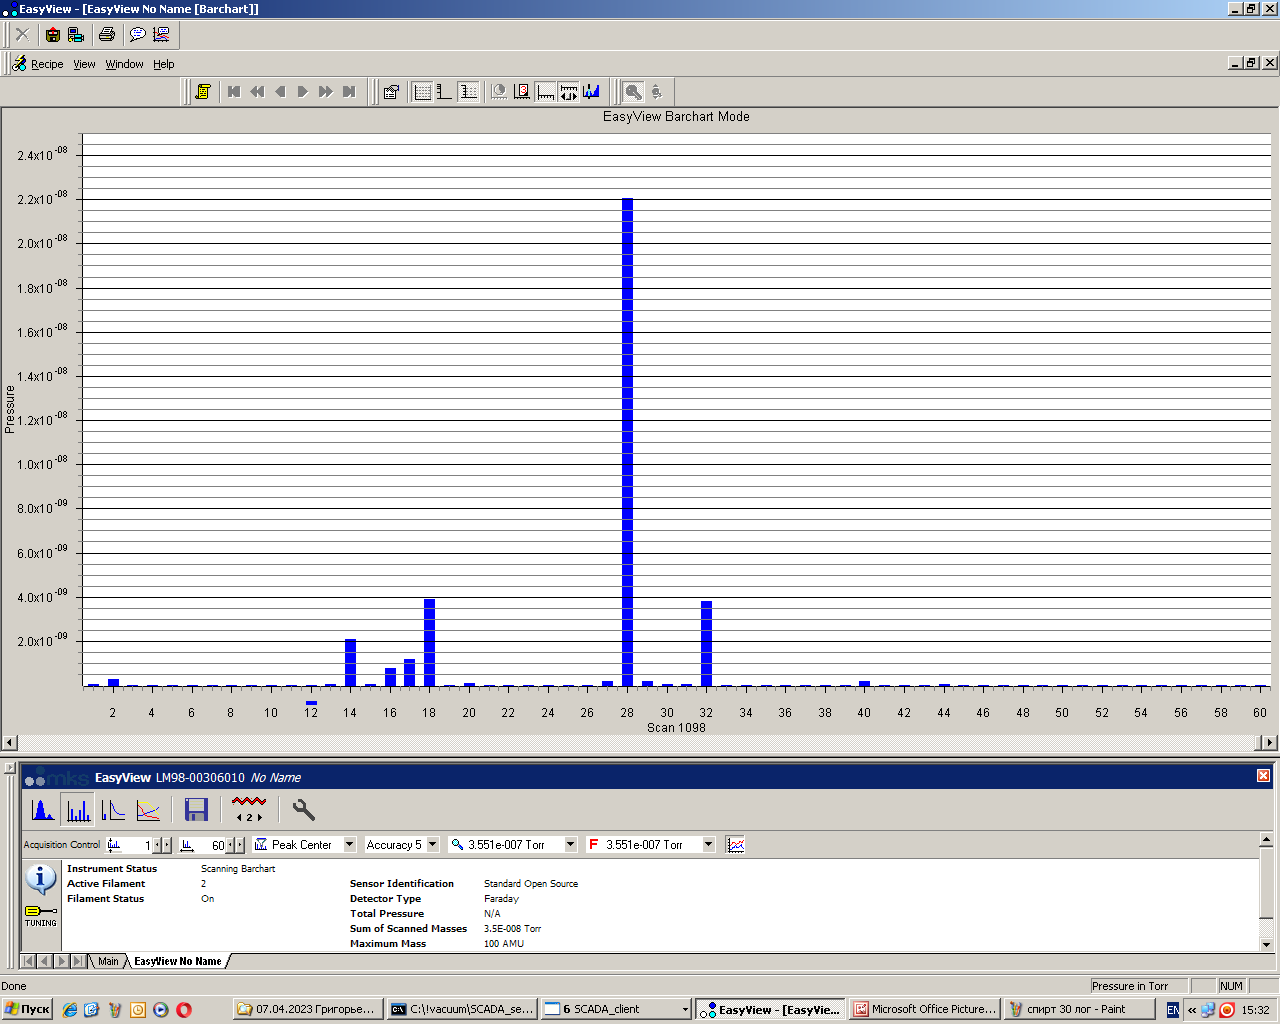 EasyView - [EasyView No Name [Barchart]]
Recipe View Window Help
EasyView Barchart Mode
2.4x10-08
2.2x10-08
2.0x10-08
1.8x10-08
1.6x10-08
1.4x10-08
1.2x10-08
1.0x10-08
8.0x10-09
6.0x10-09
4.0x10-09
2.0x10-09
Pressure
2 4 6 8 10 12 14 16 18 20 22 24 26 28 30 32 34 36 38 40 42 44 46 48 50 52 54 56 58 60
Scan 1098
mks EasyView LM98-00306010 No Name
2
Acquisition Control 1 60 Peak Center Accuracy 5 3.551e-007 Torr F 3.551e-007 Torr
Instrument Status Scanning Barchart
Active Filament 2 Sensor Identification Standard Open Source
Filament Status On Detector Type Faraday
TUNING Total Pressure N/A
Sum of Scanned Masses 3.5E-008 Torr
Maximum Mass 100 AMU
Main EasyView No Name
Done Pressure in Torr NUM
Пуск 07.04.2023 Григорье... C:\!vacuum\SCADA_se... 6 SCADA_client EasyView - [EasyVie... Microsoft Office Picture... спирт 30 лог - Paint EN « 15:32